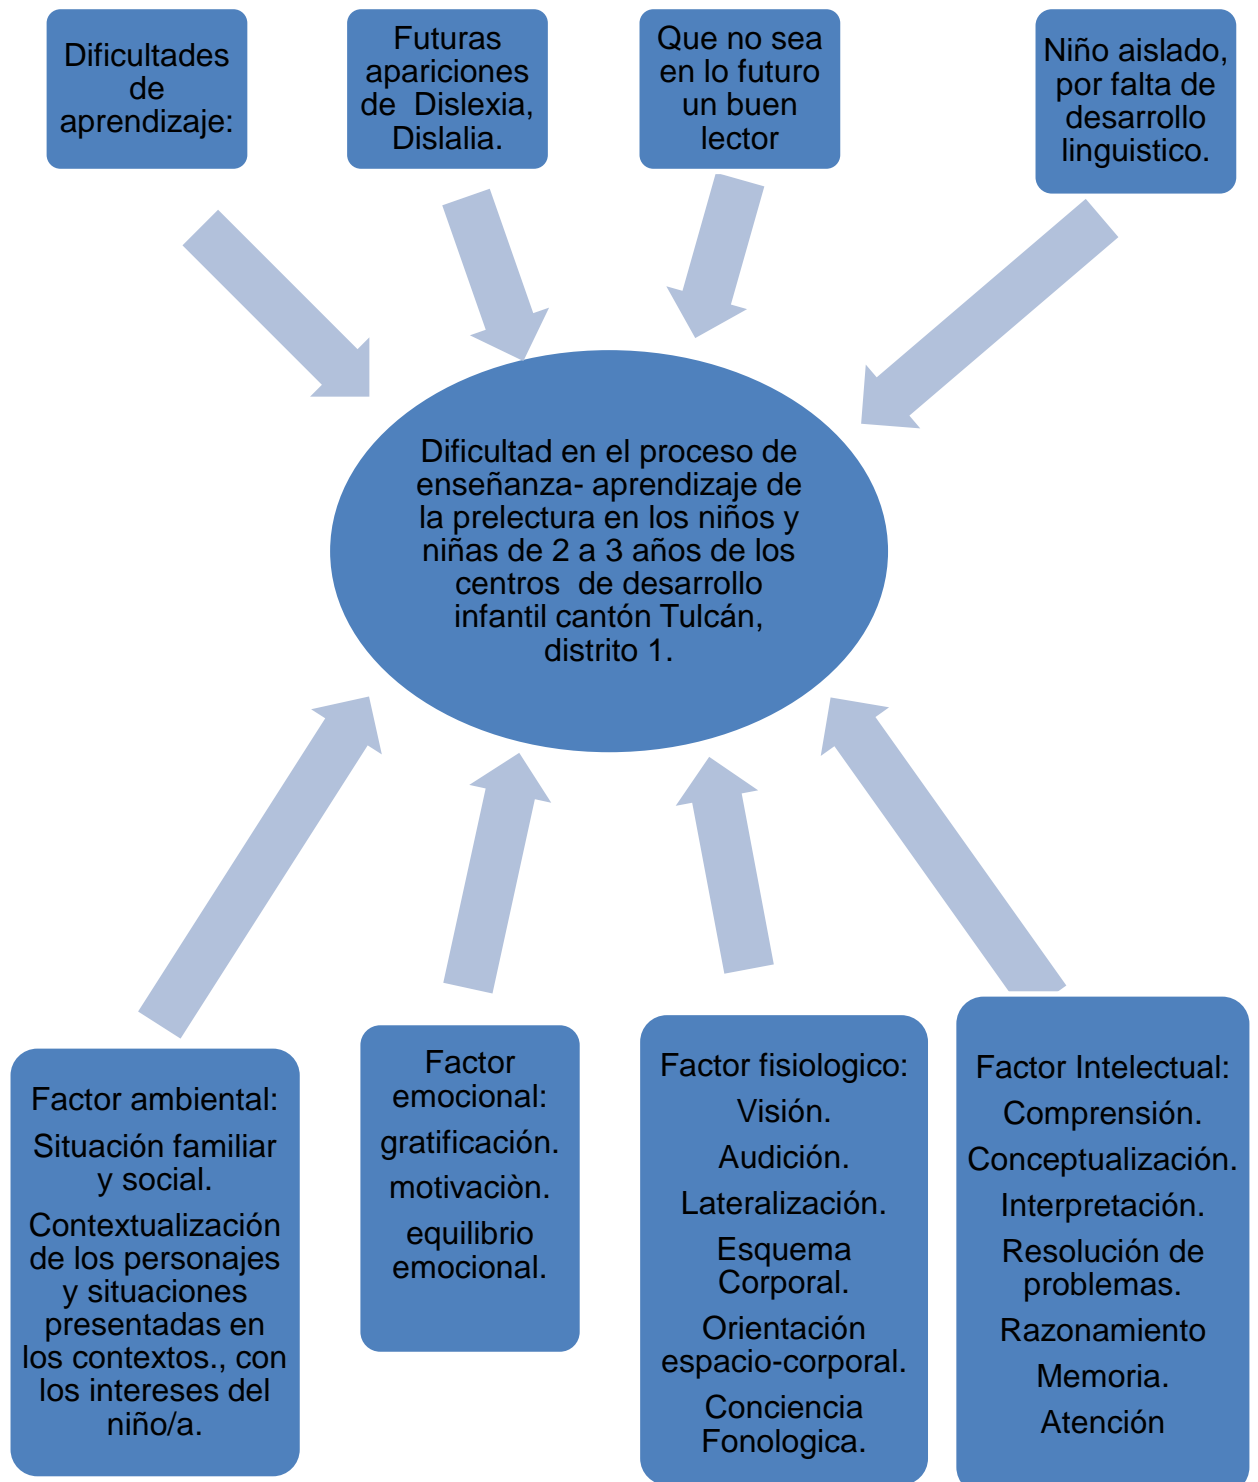 Dificultades
de
aprendizaje:
Futuras
apariciones
de Dislexia,
Dislalia.
Que no sea
en lo futuro
un buen
lector
Niño aislado,
por falta de
desarrollo
linguistico.
Dificultad en el proceso de
enseñanza- aprendizaje de
la prelectura en los niños y
niñas de 2 a 3 años de los
centros de desarrollo
infantil cantón Tulcán,
distrito 1.
Factor ambiental:
Situación familiar
y social.
Contextualización
de los personajes
y situaciones
presentadas en
los contextos., con
los intereses del
niño/a.
Factor
emocional:
gratificación.
motivaciòn.
equilibrio
emocional.
Factor fisiologico:
Visión.
Audición.
Lateralización.
Esquema
Corporal.
Orientación
espacio-corporal.
Conciencia
Fonologica.
Factor Intelectual:
Comprensión.
Conceptualización.
Interpretación.
Resolución de
problemas.
Razonamiento
Memoria.
Atención